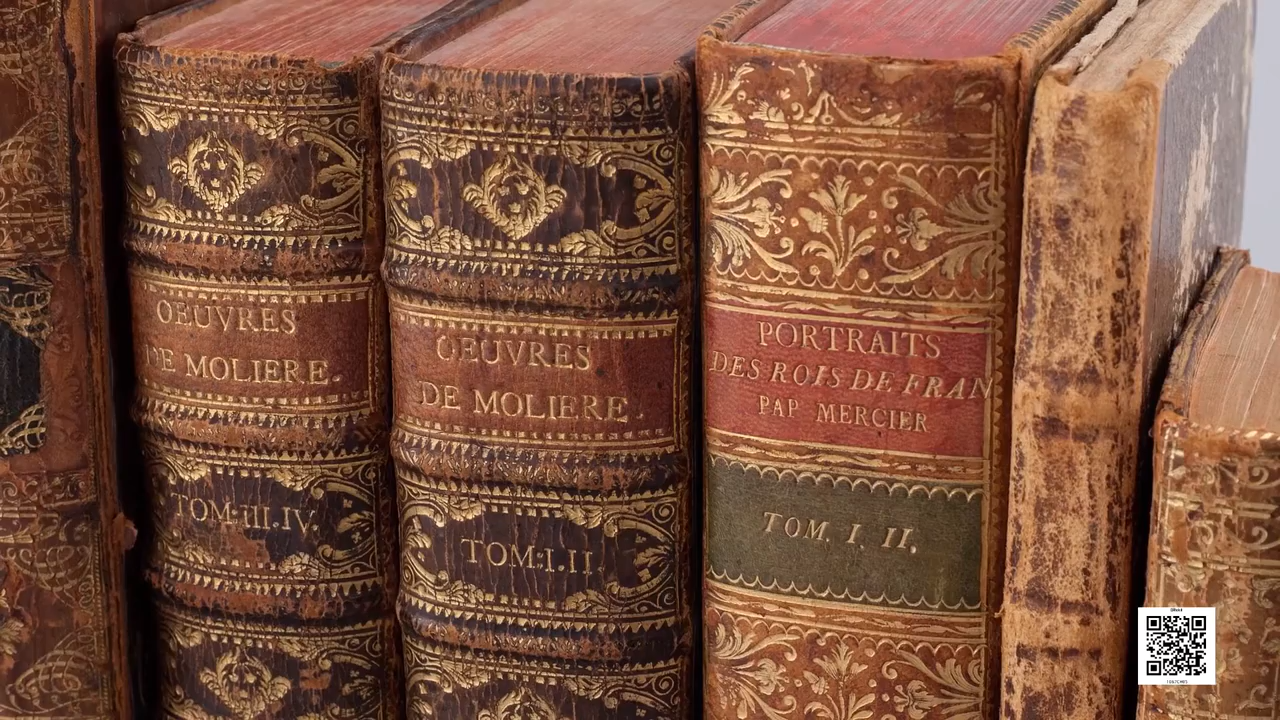 OEUVRES
DE MOLIERE.
TOM:III.IV.
OEUVRES
DE MOLIERE.
TOM:I.II.
PORTRAITS
DES ROIS DE FRAN
PAP MERCIER
TOM. I. II.